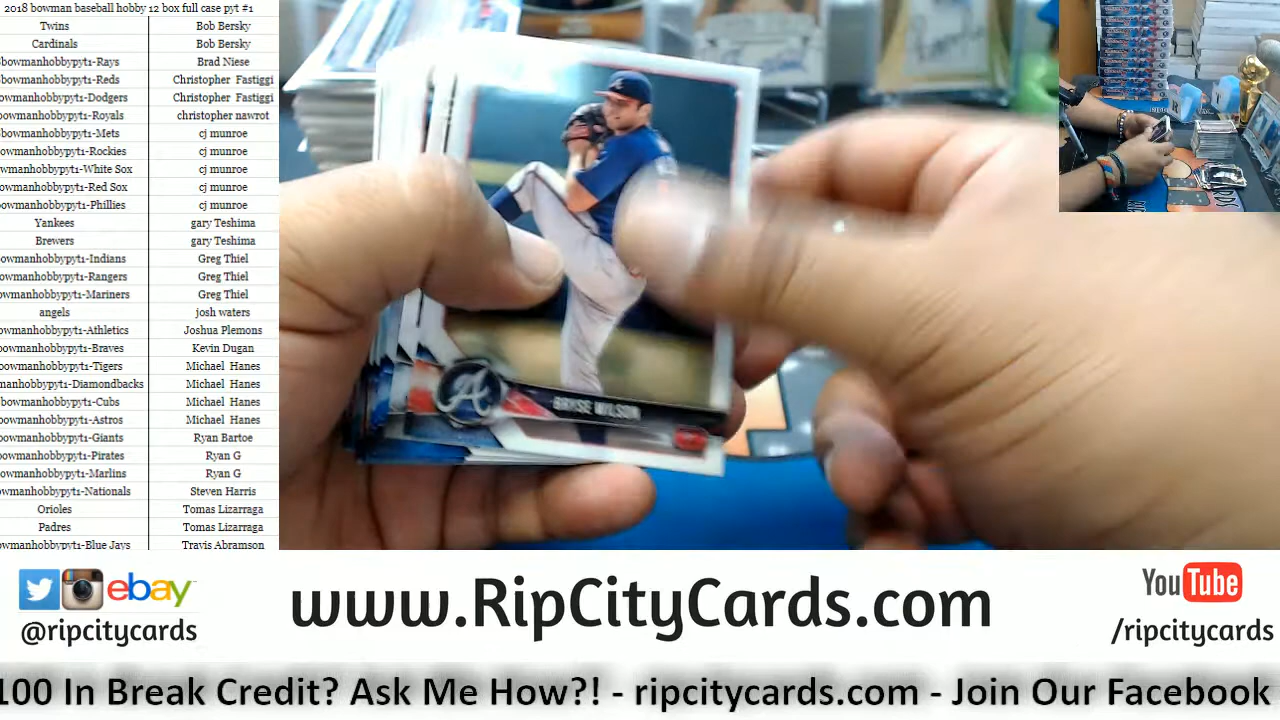 2018 bowman baseball hobby 12 box full case pyt #1
Twins Bob Bersky
Cardinals Bob Bersky
bowmanhobbypyt1-Rays Brad Niese
bowmanhobbypyt1-Reds Christopher Fastiggi
owmanhobbypyt1-Dodgers Christopher Fastiggi
bowmanhobbypyt1-Royals christopher nawrot
owmanhobbypyt1-Mets cj munroe
owmanhobbypyt1-Rockies cj munroe
wmanhobbypyt1-White Sox cj munroe
owmanhobbypyt1-Red Sox cj munroe
owmanhobbypyt1-Phillies cj munroe
Yankees gary Teshima
Brewers gary Teshima
owmanhobbypyt1-Indians Greg Thiel
owmanhobbypyt1-Rangers Greg Thiel
owmanhobbypyt1-Mariners Greg Thiel
angels josh waters
owmanhobbypyt1-Athletics Joshua Plemons
owmanhobbypyt1-Braves Kevin Dugan
owmanhobbypyt1-Tigers Michael Hanes
manhobbypyt1-Diamondbacks Michael Hanes
bowmanhobbypyt1-Cubs Michael Hanes
owmanhobbypyt1-Astros Michael Hanes
owmanhobbypyt1-Giants Ryan Bartoe
owmanhobbypyt1-Pirates Ryan G
owmanhobbypyt1-Marlins Ryan G
owmanhobbypyt1-Nationals Steven Harris
Orioles Tomas Lizarraga
Padres Tomas Lizarraga
owmanhobbypyt1-Blue Jays Travis Abramson
A
BRYSE WILSON
ebay
@ripcitycards
www.RipCityCards.com
YouTube
/ripcitycards
100 In Break Credit? Ask Me How?! - ripcitycards.com - Join Our Facebook